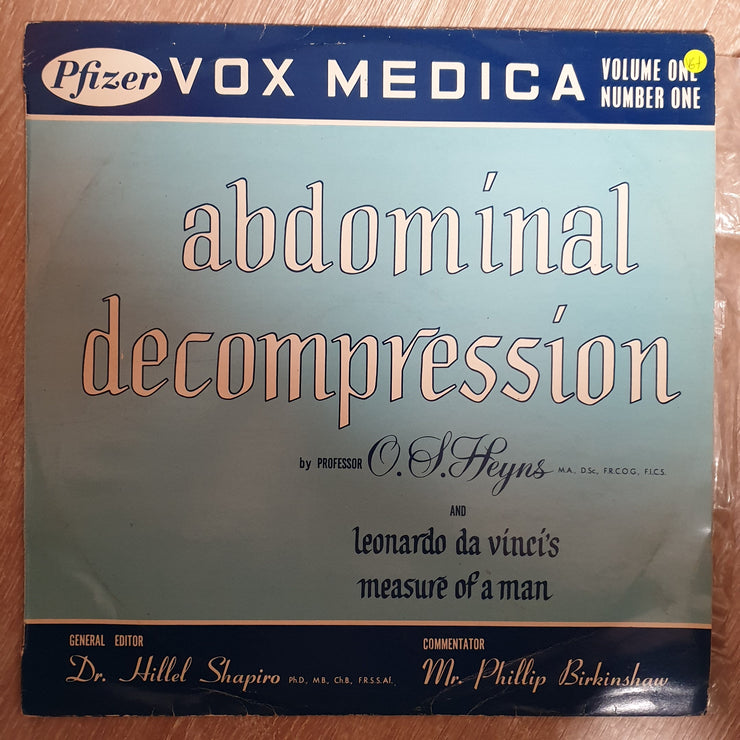 Pfizer VOX MEDICA VOLUME ONE
NUMBER ONE
abdominal
decompression
by PROFESSOR O. S. Heyns M.A., D.Sc., F.R.C.O.G., F.I.C.S.
AND
leonardo da vinci's
measure of a man
GENERAL EDITOR
Dr. Hillel Shapiro Ph.D., M.B., Ch.B., F.R.S.S.Af.,
COMMENTATOR
Mr. Phillip Birkinshaw